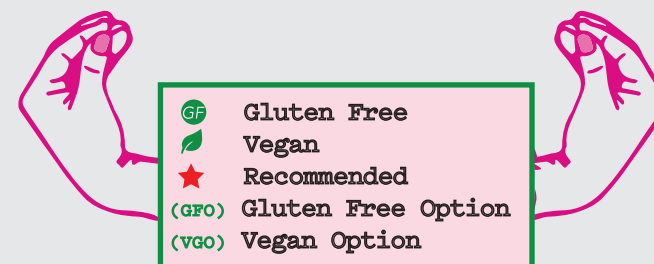 GF Gluten Free
Vegan
Recommended
(GFO) Gluten Free Option
(VGO) Vegan Option